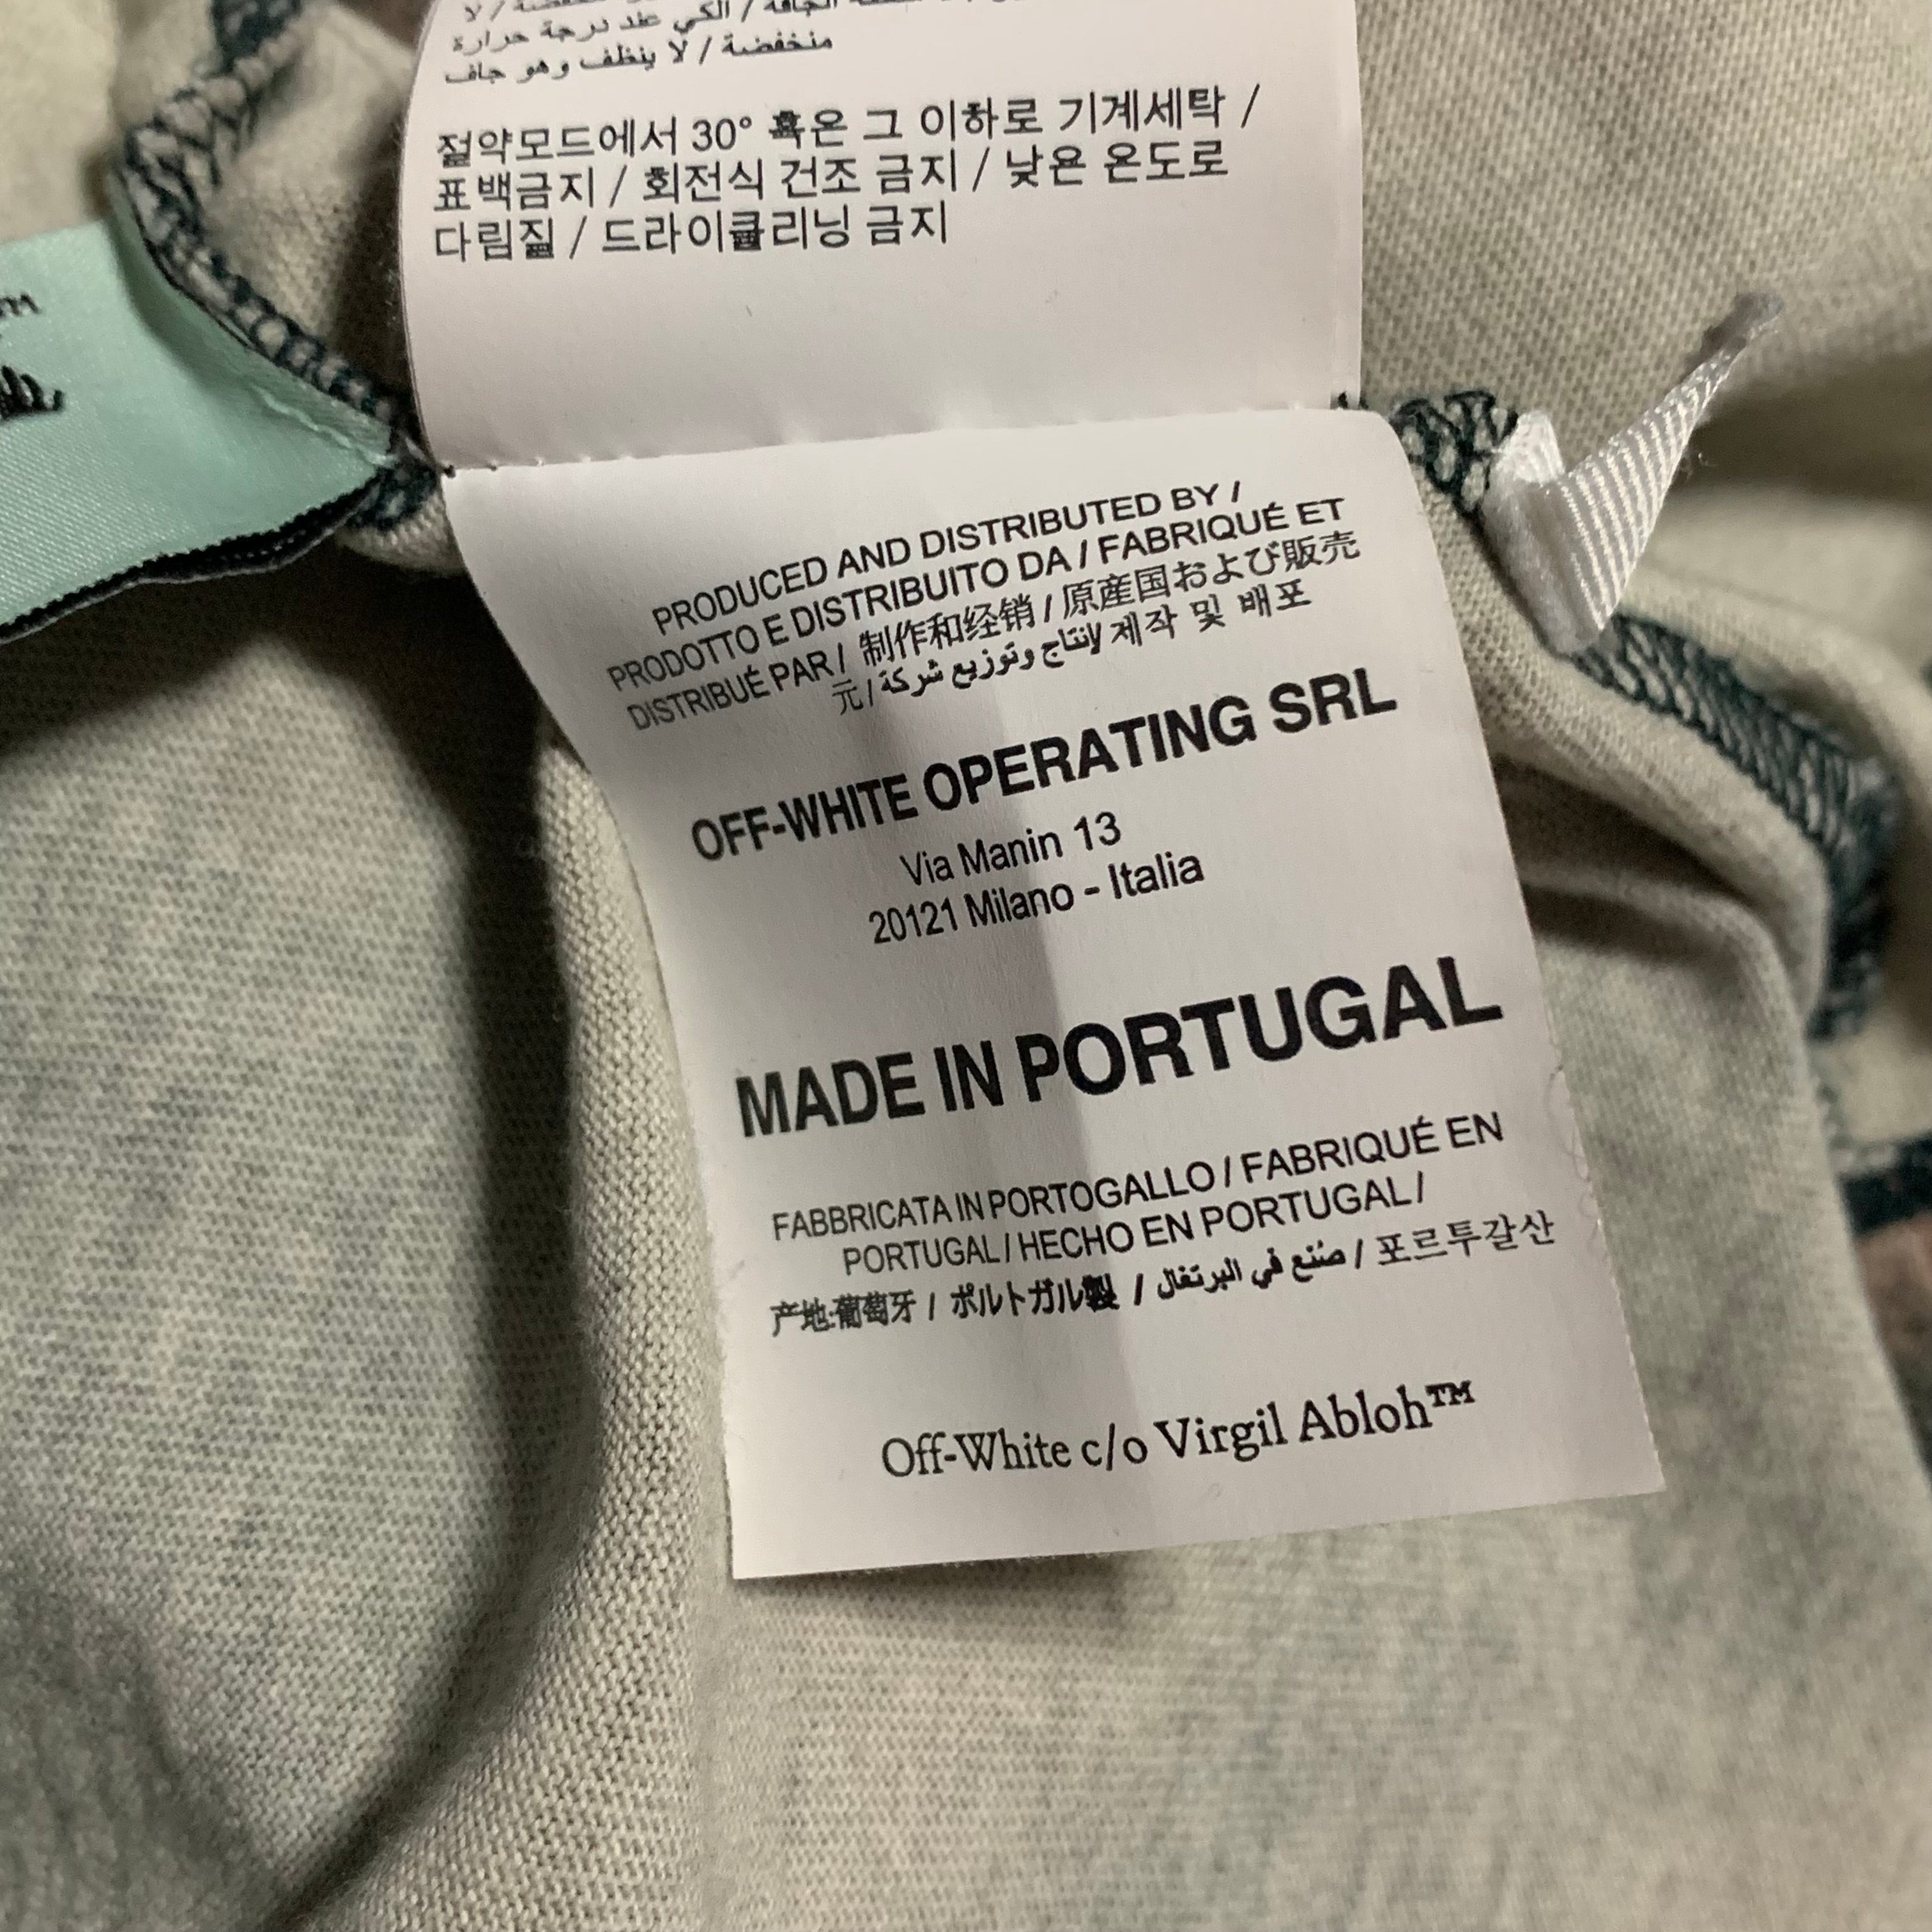 منخفضة / لا ينظف وهو جاف
절약모드에서 30° 혹은 그 이하로 기계세탁 /
표백금지 / 회전식 건조 금지 / 낮은 온도로
다림질 / 드라이클리닝 금지
PRODUCED AND DISTRIBUTED BY /
PRODOTTO E DISTRIBUITO DA / FABRIQUÉ ET
DISTRIBUÉ PAR / 制作和经销 / 原産国および販売
元 / إنتاج وتوزيع شركة 제작 및 배포
OFF-WHITE OPERATING SRL
Via Manin 13
20121 Milano - Italia
MADE IN PORTUGAL
FABBRICATA IN PORTOGALLO / FABRIQUÉ EN
PORTUGAL / HECHO EN PORTUGAL /
产地:葡萄牙 / ポルトガル製 / صُنع في البرتغال / 포르투갈산
Off-White c/o Virgil Abloh™